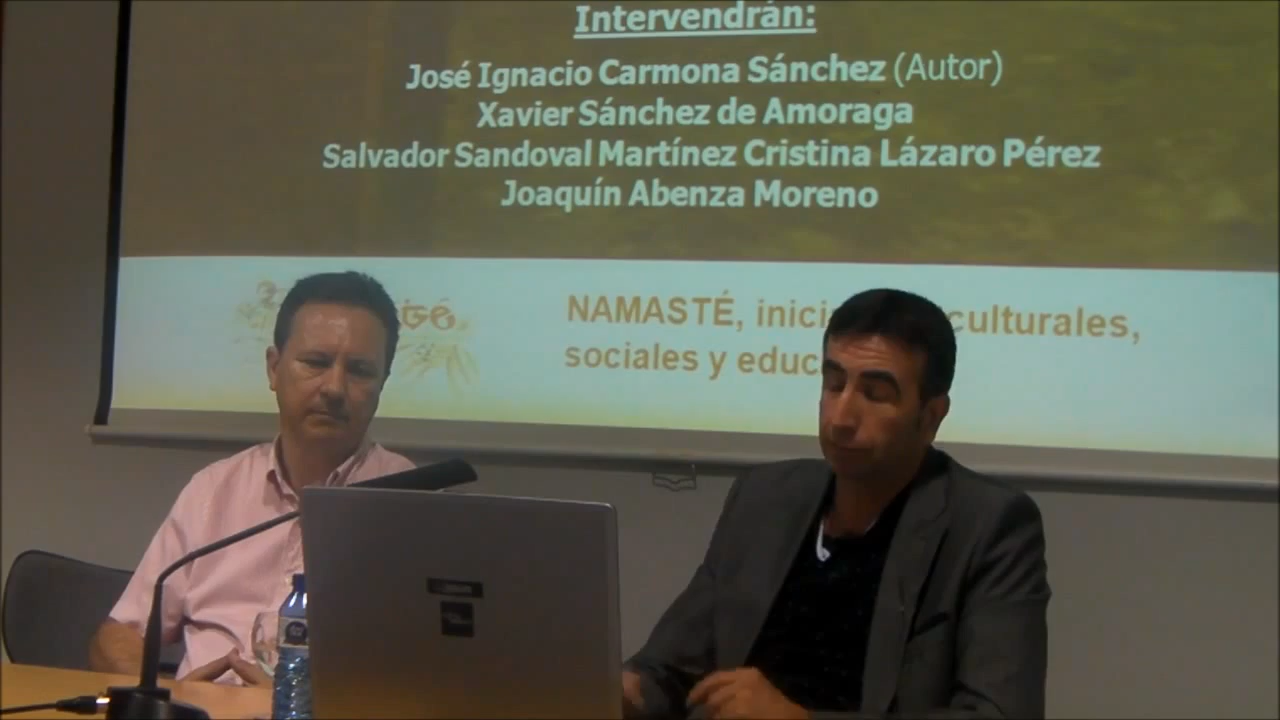 Intervendrán:
José Ignacio Carmona Sánchez (Autor)
Xavier Sánchez de Amoraga
Salvador Sandoval Martínez Cristina Lázaro Pérez
Joaquín Abenza Moreno
NAMASTÉ, inici culturales,
sociales y educ